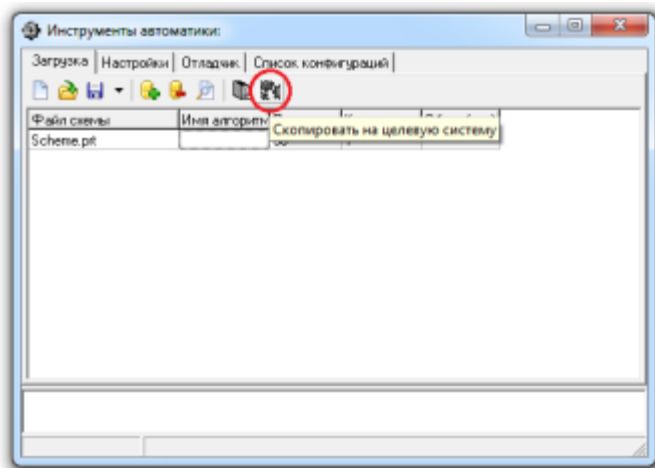 Инструменты автоматики:
Загрузка Настройки Отладчик Список конфигураций
Файл схемы Имя алгоритм
Скопировать на целевую систему
Scheme.prt